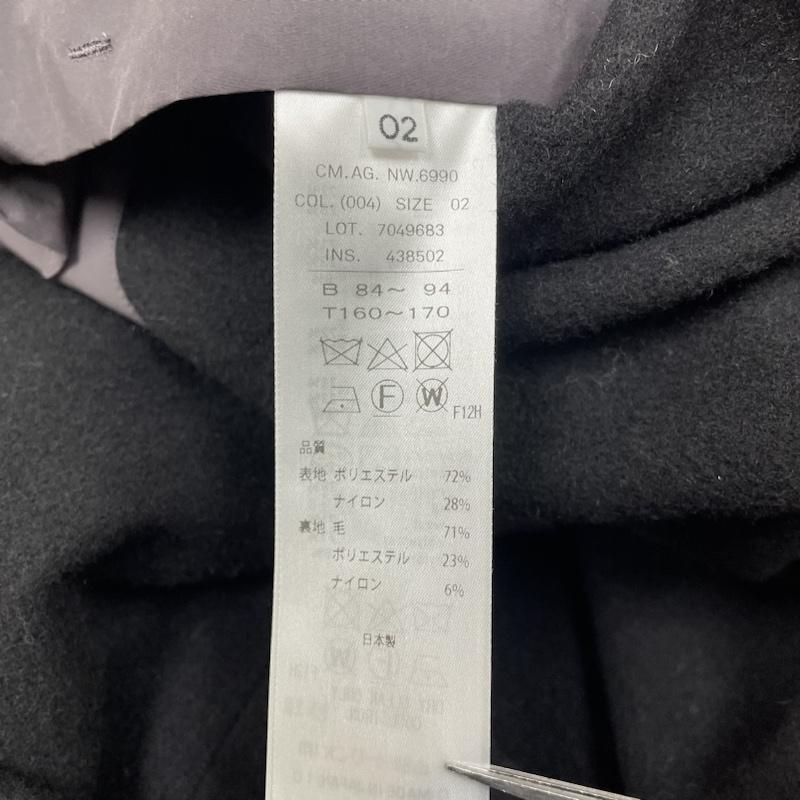 02
CM.AG. NW.6990
COL.(004) SIZE 02
LOT. 7049683
INS. 438502
B 84～ 94
T160～170
F W F12H
品質
表地 ポリエステル 72%
ナイロン 28%
裏地 毛 71%
ポリエステル 23%
ナイロン 6%
日本製